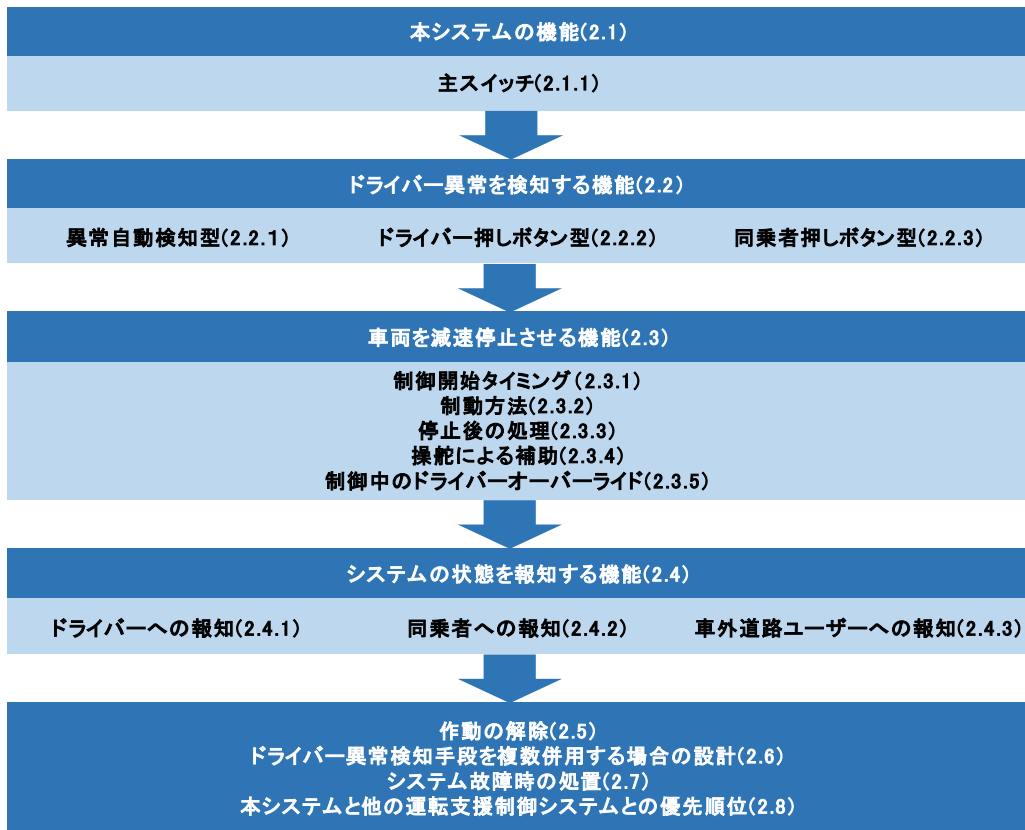 本システムの機能(2.1)
主スイッチ(2.1.1)
ドライバー異常を検知する機能(2.2)
異常自動検知型(2.2.1)
ドライバー押しボタン型(2.2.2)
同乗者押しボタン型(2.2.3)
車両を減速停止させる機能(2.3)
制御開始タイミング(2.3.1)
制動方法(2.3.2)
停止後の処理(2.3.3)
操舵による補助(2.3.4)
制御中のドライバーオーバーライド(2.3.5)
システムの状態を報知する機能(2.4)
ドライバーへの報知(2.4.1)
同乗者への報知(2.4.2)
車外道路ユーザーへの報知(2.4.3)
作動の解除(2.5)
ドライバー異常検知手段を複数併用する場合の設計(2.6)
システム故障時の処置(2.7)
本システムと他の運転支援制御システムとの優先順位(2.8)